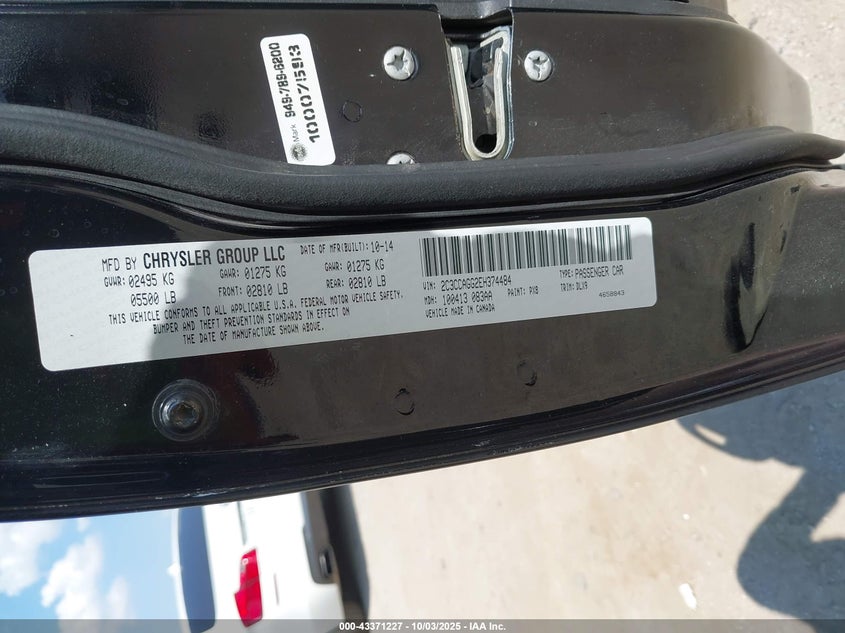 949-789-6200
Mark
100075593
MFD BY CHRYSLER GROUP LLC DATE OF MFR(BUILT) 10-14
GVWR: 02495 KG GAWR: 01275 KG GAWR: 01275 KG
05500 LB FRONT: 02810 LB REAR: 02810 LB
THIS VEHICLE CONFORMS TO ALL APPLICABLE U.S.A. FEDERAL MOTOR VEHICLE SAFETY,
BUMPER AND THEFT PREVENTION STANDARDS IN EFFECT ON
THE DATE OF MANUFACTURE SHOWN ABOVE.
VIN: 2C3CCAGG2EH374484 TYPE: PASSENGER CAR
MDH: 100413 083AA PAINT: PX8 TRIM: DLX9
VEHICLE MADE IN CANADA 4658843
000-43371227 - 10/03/2025 - IAA Inc.